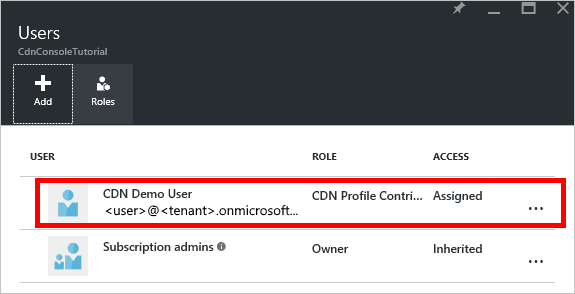 Users
CdnConsoleTutorial
Add Roles
USER ROLE ACCESS
CDN Demo User CDN Profile Contri... Assigned
<user>@<tenant>.onmicrosoft...
Subscription admins Owner Inherited